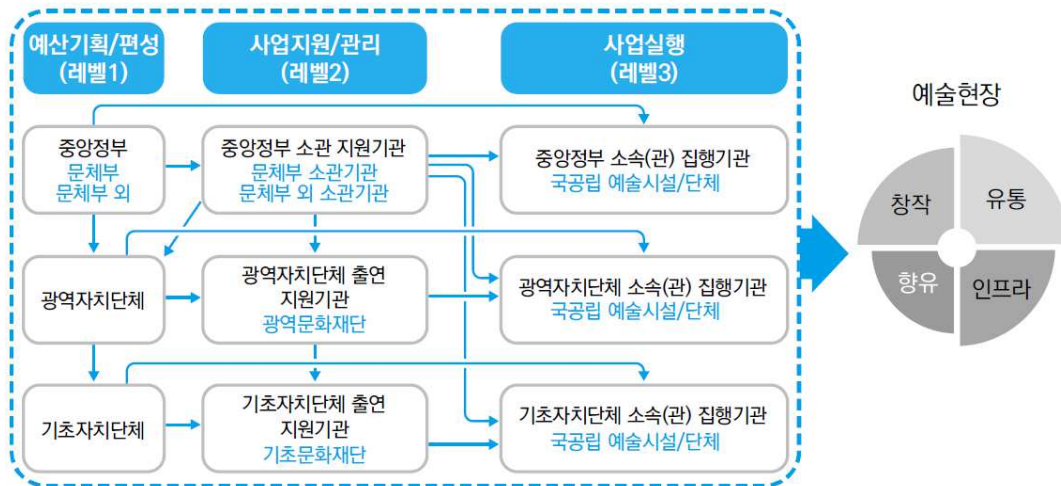 예산기획/편성
(레벨1)
사업지원/관리
(레벨2)
사업실행
(레벨3)
중앙정부
문체부
문체부 외
중앙정부 소관 지원기관
문체부 소관기관
문체부 외 소관기관
중앙정부 소속(관) 집행기관
국공립 예술시설/단체
광역자치단체
광역자치단체 출연
지원기관
광역문화재단
광역자치단체 소속(관) 집행기관
국공립 예술시설/단체
기초자치단체
기초자치단체 출연
지원기관
기초문화재단
기초자치단체 소속(관) 집행기관
국공립 예술시설/단체
예술현장
창작
유통
향유
인프라